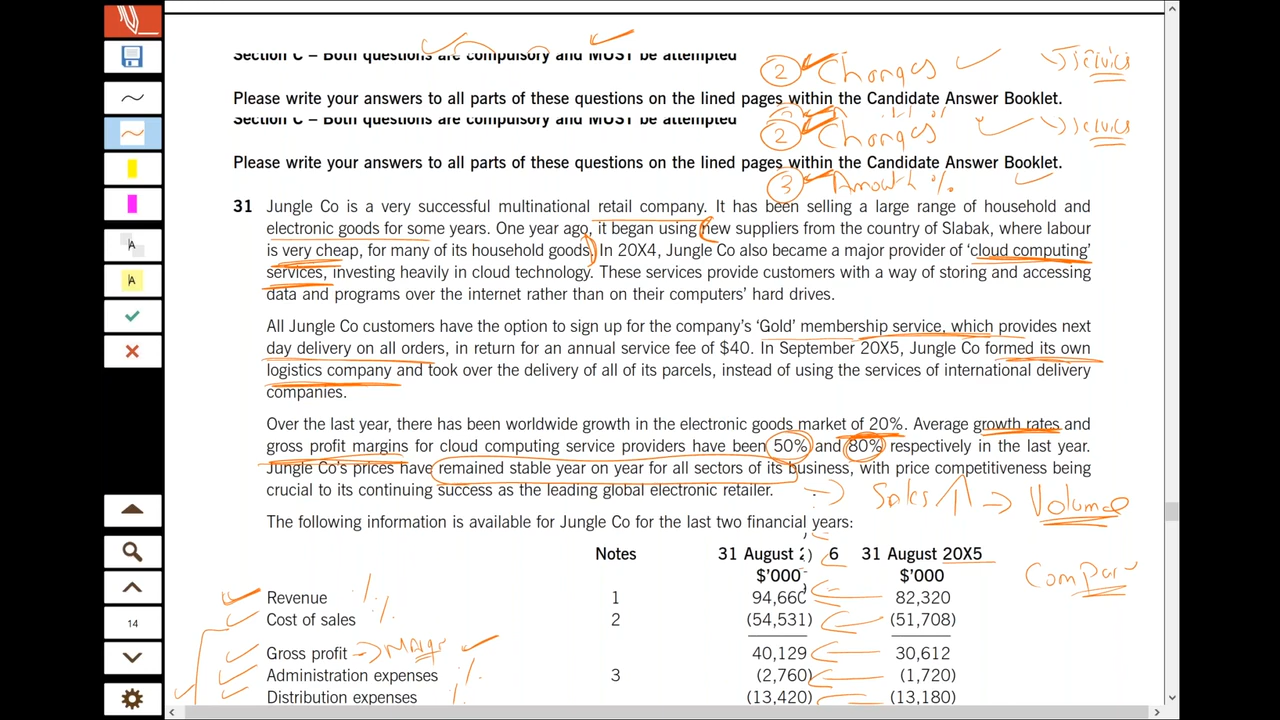 Section C – Both questions are compulsory and MUST be attempted
② Changes
Services
Please write your answers to all parts of these questions on the lined pages within the Candidate Answer Booklet.
Section C – Both questions are compulsory and MUST be attempted
② Changes
Services
Please write your answers to all parts of these questions on the lined pages within the Candidate Answer Booklet.
③ Amount %
31 Jungle Co is a very successful multinational retail company. It has been selling a large range of household and
electronic goods for some years. One year ago, it began using new suppliers from the country of Slabak, where labour
is very cheap, for many of its household goods. In 20X4, Jungle Co also became a major provider of ‘cloud computing’
services, investing heavily in cloud technology. These services provide customers with a way of storing and accessing
data and programs over the internet rather than on their computers’ hard drives.
All Jungle Co customers have the option to sign up for the company’s ‘Gold’ membership service, which provides next
day delivery on all orders, in return for an annual service fee of $40. In September 20X5, Jungle Co formed its own
logistics company and took over the delivery of all of its parcels, instead of using the services of international delivery
companies.
Over the last year, there has been worldwide growth in the electronic goods market of 20%. Average growth rates and
gross profit margins for cloud computing service providers have been 50% and 80% respectively in the last year.
Jungle Co’s prices have remained stable year on year for all sectors of its business, with price competitiveness being
crucial to its continuing success as the leading global electronic retailer.
→ Sales ↑ → Volume
The following information is available for Jungle Co for the last two financial years:
Notes 31 August 2 6 31 August 20X5
$’000 $’000
Compar
Revenue % 1 94,660 82,320
Cost of sales % 2 (54,531) (51,708)
Gross profit → Margin 40,129 30,612
Administration expenses % 3 (2,760) (1,720)
Distribution expenses % (13,420) (13,180)
A
A
14